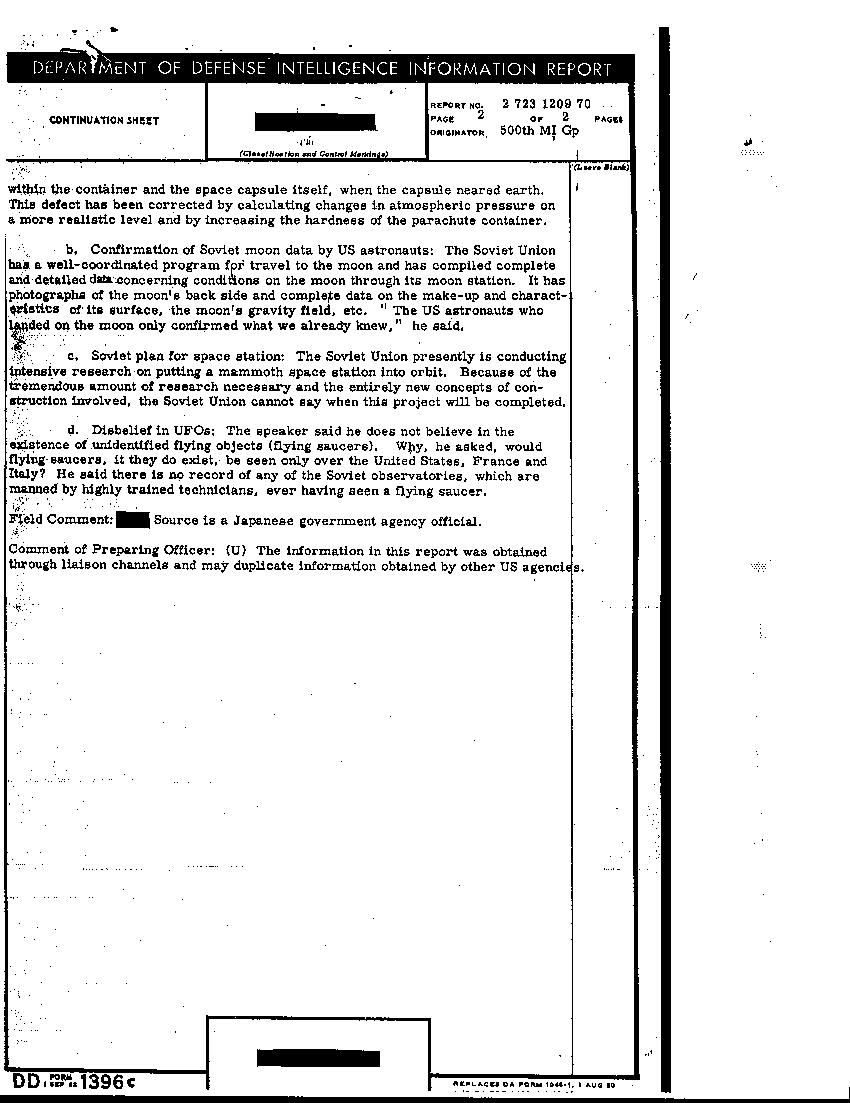 DEPARTMENT OF DEFENSE INTELLIGENCE INFORMATION REPORT
CONTINUATION SHEET
(Classification and Control Markings)
REPORT NO. 2 723 1209 70
PAGE 2 OF 2 PAGES
ORIGINATOR 500th MI Gp
(Leave Blank)
within the container and the space capsule itself, when the capsule neared earth.
This defect has been corrected by calculating changes in atmospheric pressure on
a more realistic level and by increasing the hardness of the parachute container.
b. Confirmation of Soviet moon data by US astronauts: The Soviet Union
has a well-coordinated program for travel to the moon and has compiled complete
and detailed data concerning conditions on the moon through its moon station. It has
photographs of the moon's back side and complete data on the make-up and charact-
eristics of its surface, the moon's gravity field, etc. " The US astronauts who
landed on the moon only confirmed what we already knew," he said.
c. Soviet plan for space station: The Soviet Union presently is conducting
intensive research on putting a mammoth space station into orbit. Because of the
tremendous amount of research necessary and the entirely new concepts of con-
struction involved, the Soviet Union cannot say when this project will be completed.
d. Disbelief in UFOs: The speaker said he does not believe in the
existence of unidentified flying objects (flying saucers). Why, he asked, would
flying saucers, it they do exist, be seen only over the United States, France and
Italy? He said there is no record of any of the Soviet observatories, which are
manned by highly trained technicians, ever having seen a flying saucer.
Field Comment: Source is a Japanese government agency official.
Comment of Preparing Officer: (U) The information in this report was obtained
through liaison channels and may duplicate information obtained by other US agencies.
DD FORM 1 SEP 62 1396c
REPLACES DA FORM 1048-1, 1 AUG 60